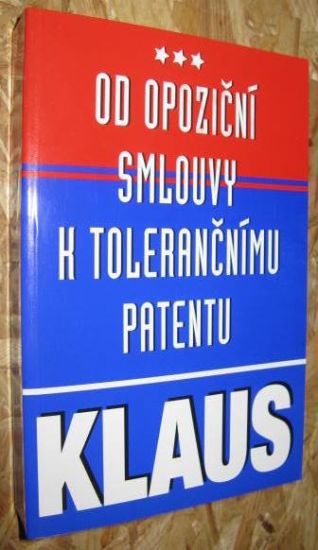 OD OPOZIČNÍ
SMLOUVY
K TOLERANČNÍMU
PATENTU
KLAUS